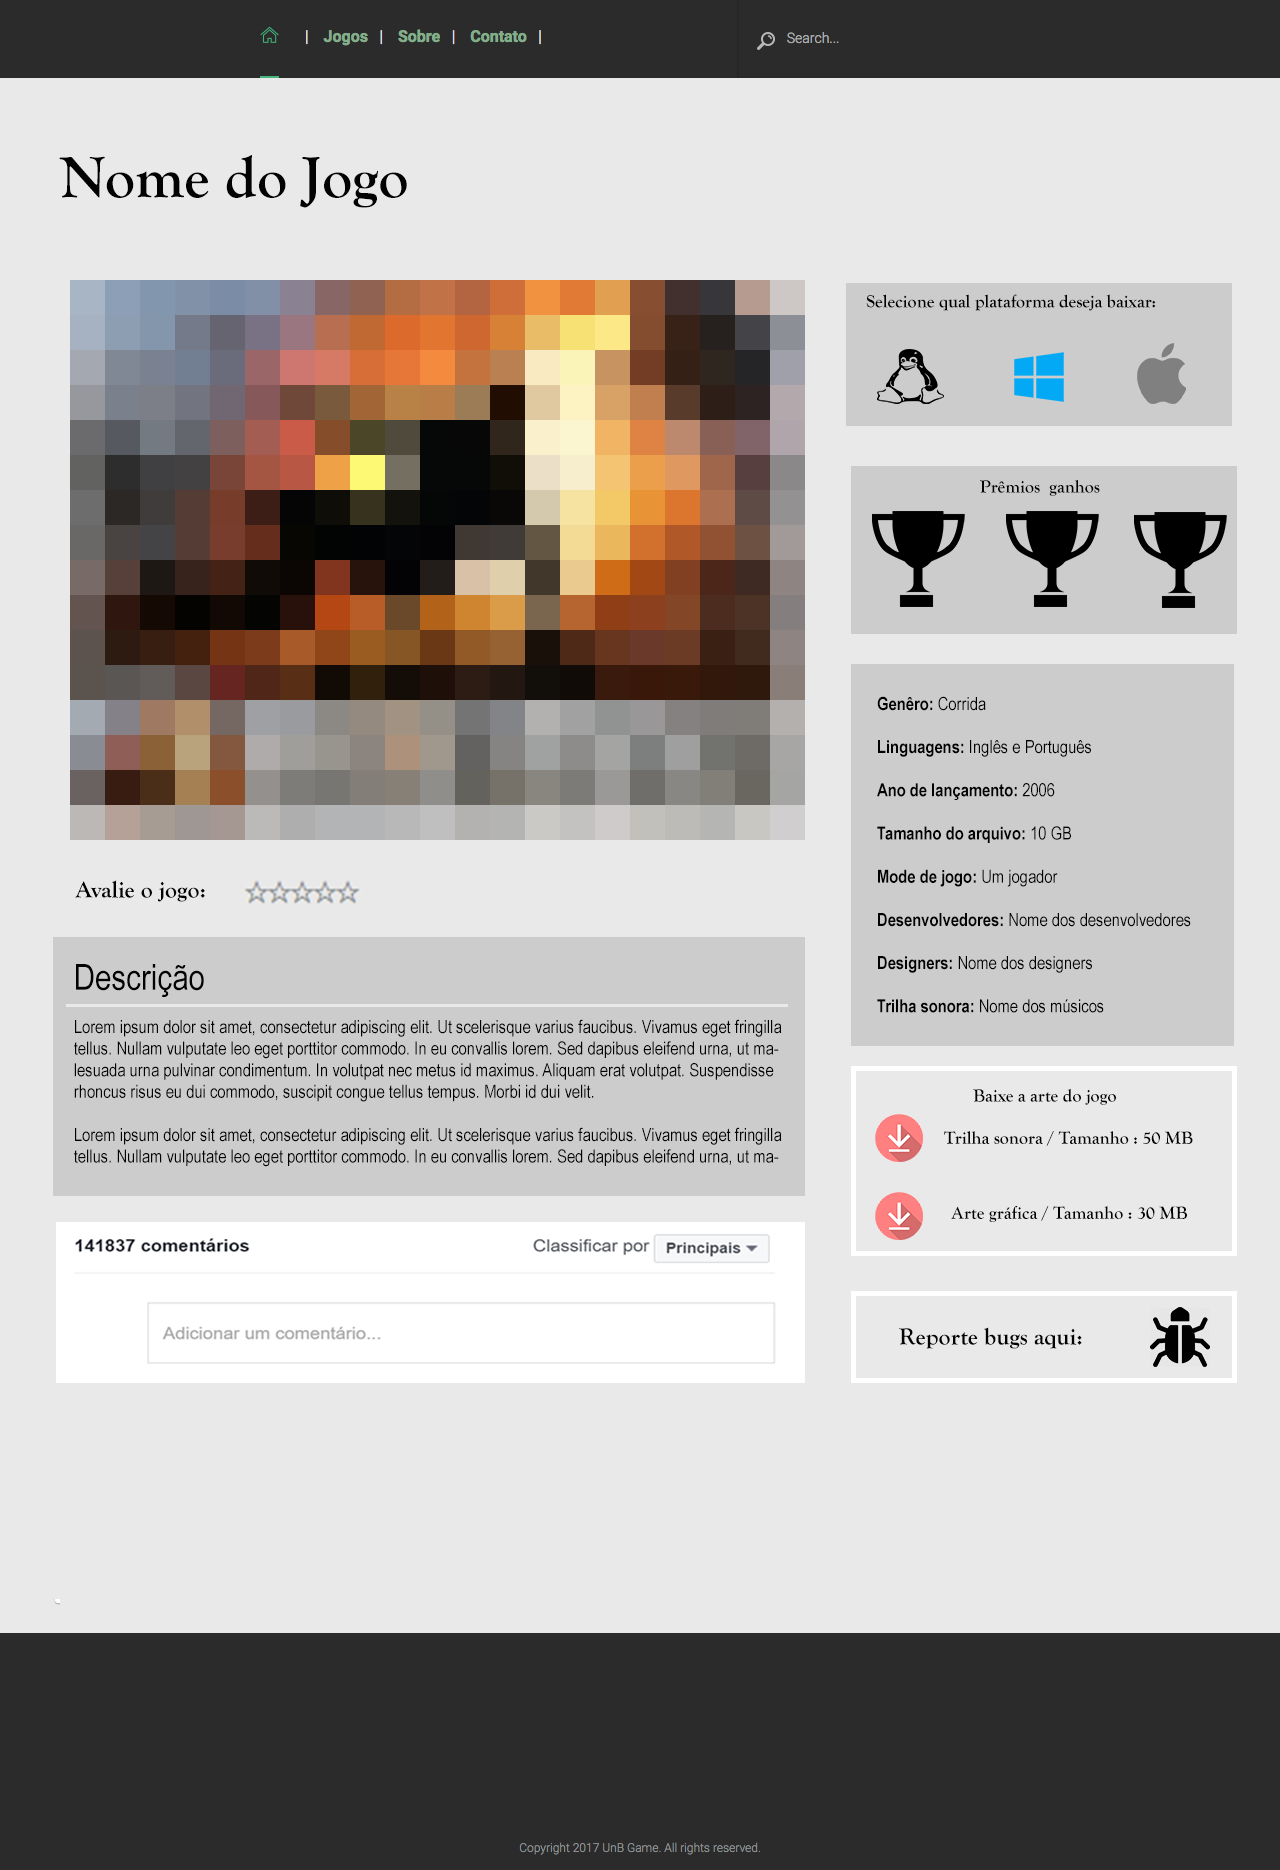 | Jogos | Sobre | Contato |
Search...
Nome do Jogo
Selecione qual plataforma deseja baixar:
Prêmios ganhos
Genêro: Corrida
Linguagens: Inglês e Português
Ano de lançamento: 2006
Tamanho do arquivo: 10 GB
Mode de jogo: Um jogador
Desenvolvedores: Nome dos desenvolvedores
Designers: Nome dos designers
Trilha sonora: Nome dos músicos
Avalie o jogo:
Descrição
Lorem ipsum dolor sit amet, consectetur adipiscing elit. Ut scelerisque varius faucibus. Vivamus eget fringilla
tellus. Nullam vulputate leo eget porttitor commodo. In eu convallis lorem. Sed dapibus eleifend urna, ut ma-
lesuada urna pulvinar condimentum. In volutpat nec metus id maximus. Aliquam erat volutpat. Suspendisse
rhoncus risus eu dui commodo, suscipit congue tellus tempus. Morbi id dui velit.
Lorem ipsum dolor sit amet, consectetur adipiscing elit. Ut scelerisque varius faucibus. Vivamus eget fringilla
tellus. Nullam vulputate leo eget porttitor commodo. In eu convallis lorem. Sed dapibus eleifend urna, ut ma-
Baixe a arte do jogo
Trilha sonora / Tamanho : 50 MB
Arte gráfica / Tamanho : 30 MB
141837 comentários
Classificar por Principais
Adicionar um comentário...
Reporte bugs aqui:
Copyright 2017 UnB Game. All rights reserved.